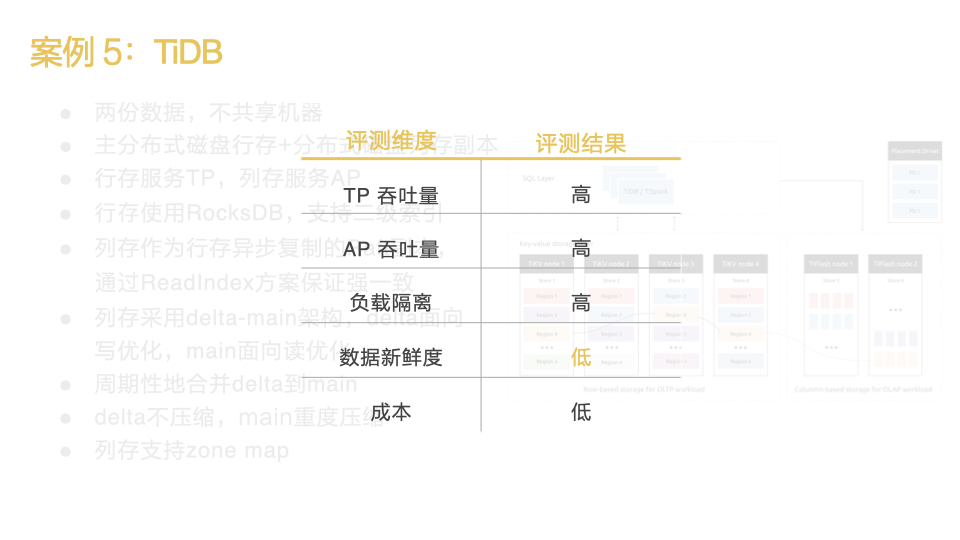 案例 5：TiDB
● 两份数据，不共享机器
● 主分布式磁盘行存+分布式
● 行存服务TP，列存服务AP
● 行存使用RocksDB，支持二级索引
● 列存作为行存异步复制的
通过ReadIndex方案保证强一致
● 列存采用delta-main架构，delta面向
写优化，main面向读优化
● 周期性地合并delta到main
● delta不压缩，main重度压缩
● 列存支持zone map
评测维度 评测结果
TP 吞吐量 高
AP 吞吐量 高
负载隔离 高
数据新鲜度 低
成本 低
SQL Layer
TiDB / TiSpark
Placement Driver
PD 1
PD 1
PD 1
Key-value storage
TiKV node 1 TiKV node 2 TiKV node 3 TiKV node 4
TiFlash node 1 TiFlash node 2
Row-based storage for OLTP workload
Column-based storage for OLAP workload